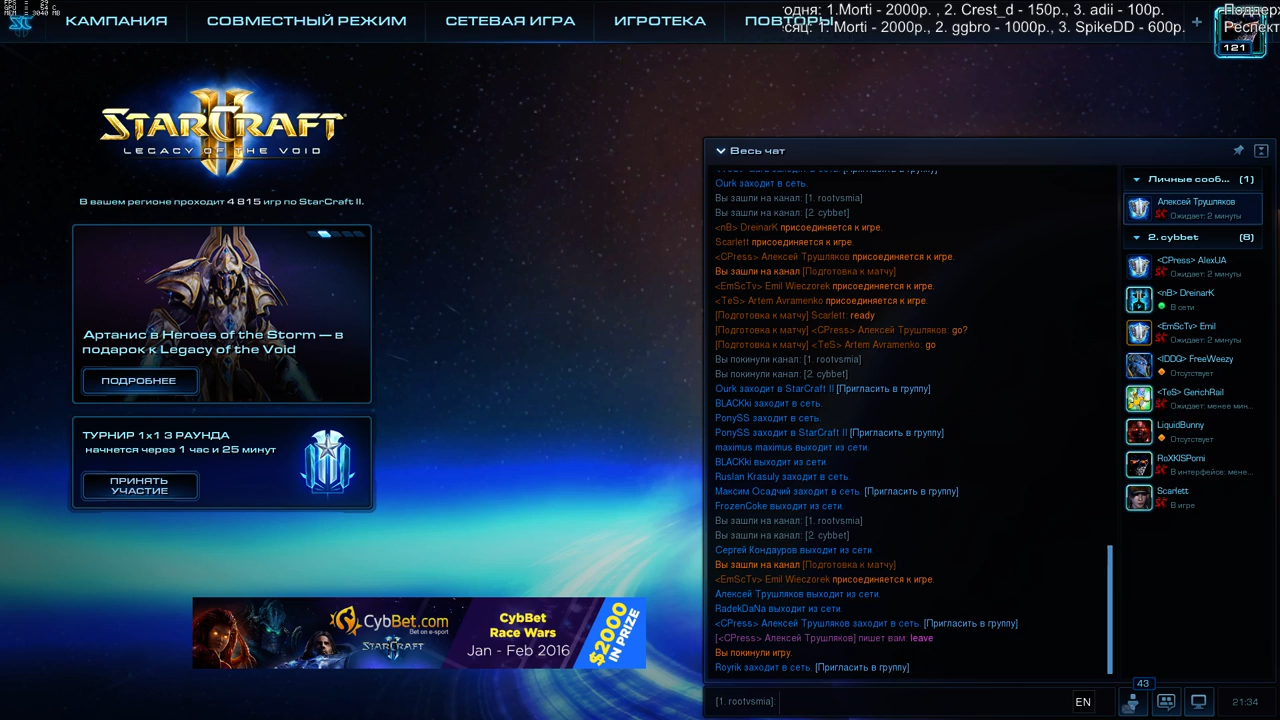 КАМПАНИЯ
СОВМЕСТНЫЙ РЕЖИМ
СЕТЕВАЯ ИГРА
ИГРОТЕКА
ПОВТОРЫ
одня: 1.Morti - 2000р. , 2. Crest_d - 150р., 3. adii - 100р.
сяц: 1. Morti - 2000р., 2. ggbro - 1000р., 3. SpikeDD - 600р.
Респект
121
STARCRAFT
II
LEGACY OF THE VOID
В вашем регионе проходит 4 815 игр по StarCraft II.
Артанис в Heroes of the Storm — в
подарок к Legacy of the Void
ПОДРОБНЕЕ
ТУРНИР 1x1 3 РАУНДА
начнется через 1 час и 25 минут
ПРИНЯТЬ
УЧАСТИЕ
CybBet.com
Bet on e-sport
STARCRAFT
CybBet
Race Wars
Jan - Feb 2016
$2000
IN PRIZE
Весь чат
Ourk заходит в сеть.
Вы зашли на канал: [1. rootvsmia]
Вы зашли на канал: [2. cybbet]
<nB> DreinarK присоединяется к игре.
Scarlett присоединяется к игре.
<CPress> Алексей Трушляков присоединяется к игре.
Вы зашли на канал [Подготовка к матчу]
<EmScTv> Emil Wieczorek присоединяется к игре.
<TeS> Artem Avramenko присоединяется к игре.
[Подготовка к матчу] Scarlett: ready
[Подготовка к матчу] <CPress> Алексей Трушляков: go?
[Подготовка к матчу] <TeS> Artem Avramenko: go
Вы покинули канал: [1. rootvsmia]
Вы покинули канал: [2. cybbet]
Ourk заходит в StarCraft II [Пригласить в группу]
BLACKki заходит в сеть.
PonySS заходит в сеть.
PonySS заходит в StarCraft II [Пригласить в группу]
maximus maximus выходит из сети.
BLACKki выходит из сети.
Ruslan Krasuly заходит в сеть.
Максим Осадчий заходит в сеть. [Пригласить в группу]
FrozenCoke выходит из сети.
Вы зашли на канал: [1. rootvsmia]
Вы зашли на канал: [2. cybbet]
Сергей Кондауров выходит из сети.
Вы зашли на канал [Подготовка к матчу]
<EmScTv> Emil Wieczorek присоединяется к игре.
Алексей Трушляков выходит из сети.
RadekDaNa выходит из сети.
<CPress> Алексей Трушляков заходит в сеть. [Пригласить в группу]
[<CPress> Алексей Трушляков] пишет вам: leave
Вы покинули игру.
Royrik заходит в сеть. [Пригласить в группу]
[1. rootvsmia]:
EN
Личные сооб... (1)
Алексей Трушляков
Ожидает: 2 минуты
2. cybbet (8)
<CPress> AlexUA
Ожидает: 2 минуты
<nB> DreinarK
В сети
<EmScTv> Emil
Ожидает: 2 минуты
<IDDQ> FreeWeezy
Отсутствует
<TeS> GerichRail
Ожидает: менее мин...
LiquidBunny
Отсутствует
RoXKISPomi
В интерфейсе: мене...
Scarlett
В игре
43
21:34